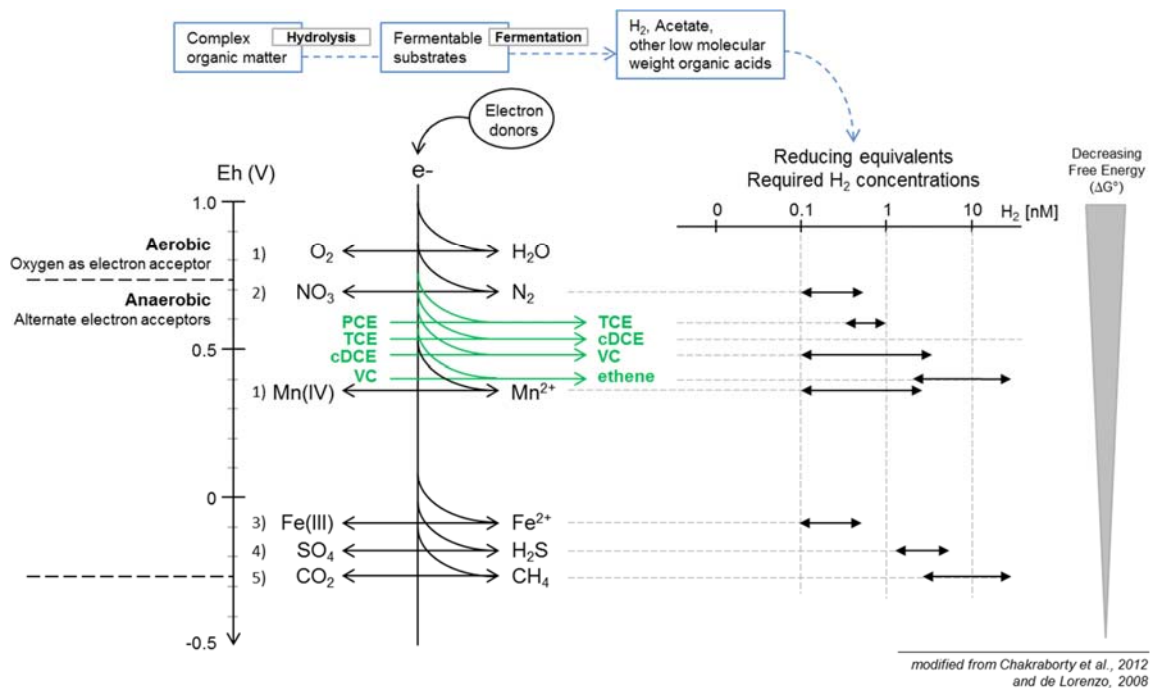 Complex
organic matter
Hydrolysis
Fermentable
substrates
Fermentation
H₂, Acetate,
other low molecular
weight organic acids
Electron
donors
Eh (V)
e-
Reducing equivalents
Required H₂ concentrations
Decreasing
Free Energy
(ΔG°)
1.0
0 0.1 1 10 H₂ [nM]
Aerobic
Oxygen as electron acceptor
1) O₂ H₂O
Anaerobic
Alternate electron acceptors
2) NO₃ N₂
PCE TCE
TCE cDCE
0.5
cDCE VC
VC ethene
1) Mn(IV) Mn²⁺
0
3) Fe(III) Fe²⁺
4) SO₄ H₂S
5) CO₂ CH₄
-0.5
modified from Chakraborty et al., 2012
and de Lorenzo, 2008